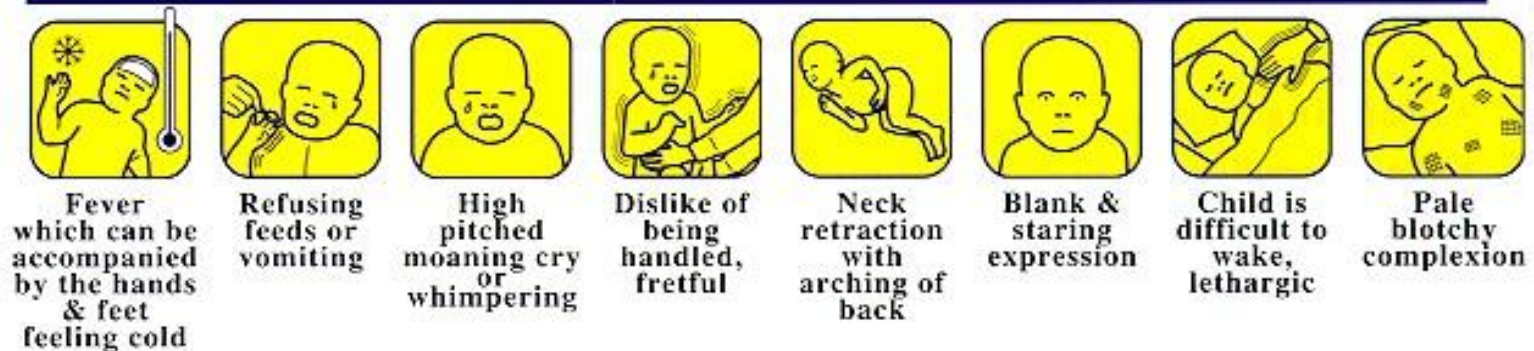 Fever
which can be
accompanied
by the hands
& feet
feeling cold
Refusing
feeds or
vomiting
High
pitched
moaning cry
or
whimpering
Dislike of
being
handled,
fretful
Neck
retraction
with
arching of
back
Blank &
staring
expression
Child is
difficult to
wake,
lethargic
Pale
blotchy
complexion